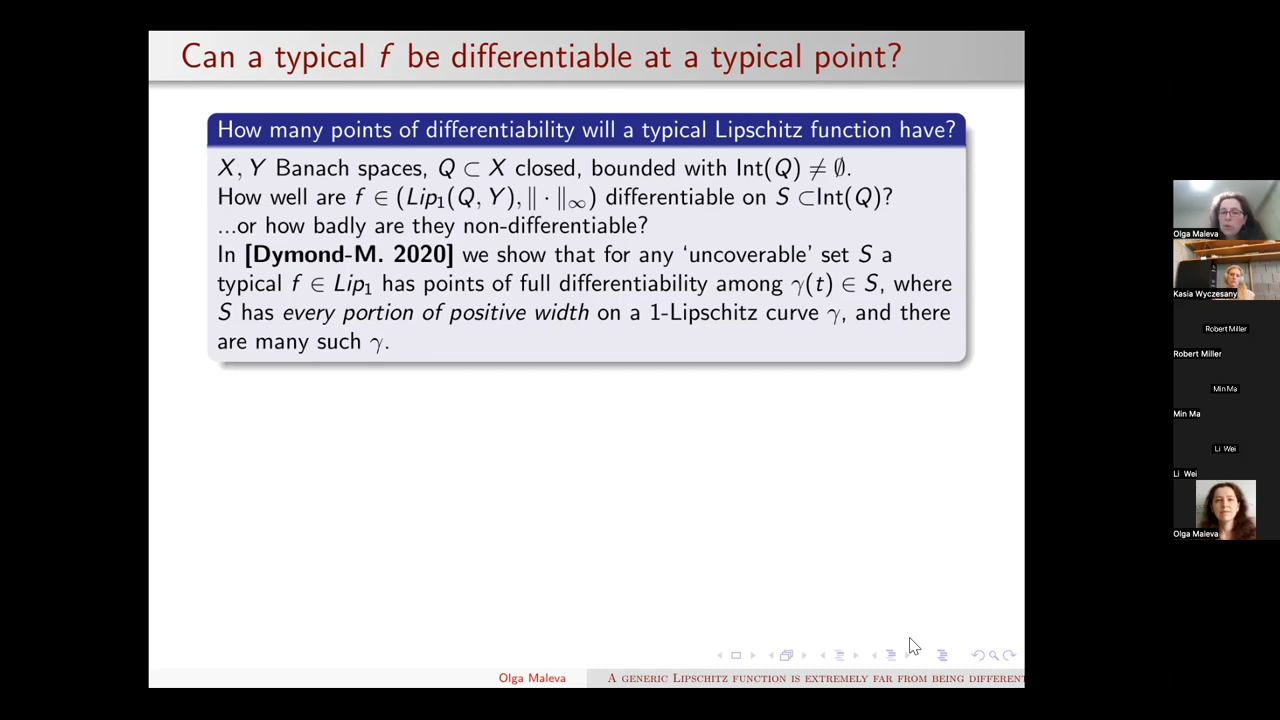 Can a typical f be differentiable at a typical point?
How many points of differentiability will a typical Lipschitz function have?
X, Y Banach spaces, Q ⊂ X closed, bounded with Int(Q) ≠ ∅.
How well are f ∈ (Lip₁(Q, Y), ‖ · ‖∞) differentiable on S ⊂Int(Q)?
...or how badly are they non-differentiable?
In [Dymond-M. 2020] we show that for any ‘uncoverable’ set S a
typical f ∈ Lip₁ has points of full differentiability among γ(t) ∈ S, where
S has every portion of positive width on a 1-Lipschitz curve γ, and there
are many such γ.
Olga Maleva
A GENERIC LIPSCHITZ FUNCTION IS EXTREMELY FAR FROM BEING DIFFERENT
Olga Maleva
Kasia Wyczesany
Robert Miller
Robert Miller
Min Ma
Min Ma
Li Wei
Li Wei
Olga Maleva